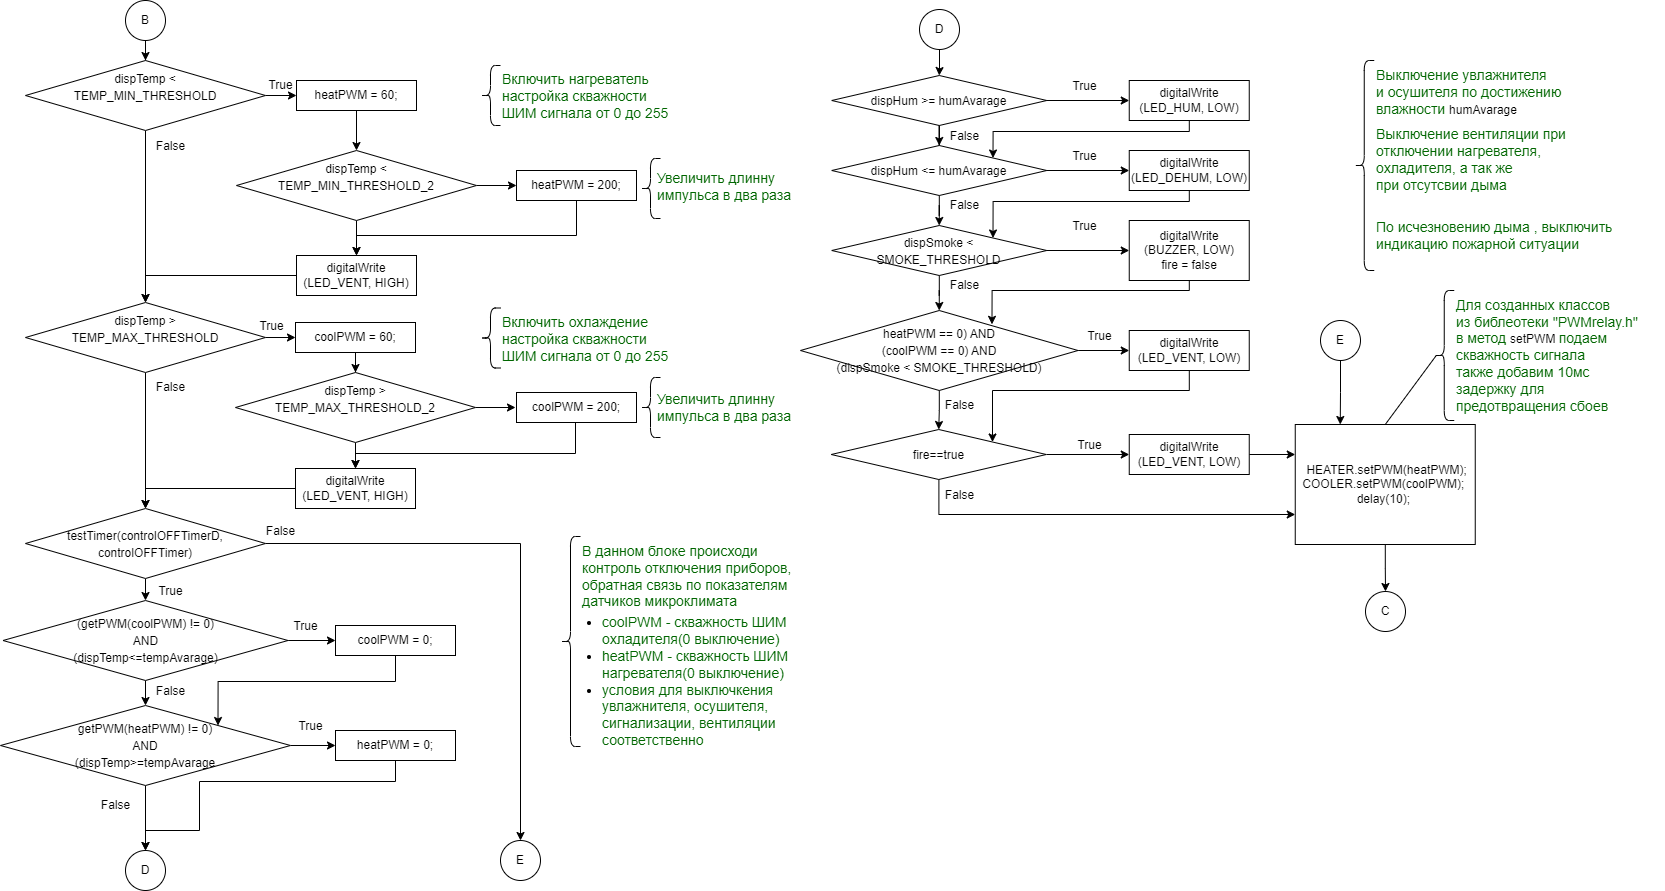 B
dispTemp <
TEMP_MIN_THRESHOLD
True
heatPWM = 60;
Включить нагреватель
настройка скважности
ШИМ сигнала от 0 до 255
False
dispTemp <
TEMP_MIN_THRESHOLD_2
heatPWM = 200;
Увеличить длинну
импульса в два раза
digitalWrite
(LED_VENT, HIGH)
dispTemp >
TEMP_MAX_THRESHOLD
True
coolPWM = 60;
Включить охлаждение
настройка скважности
ШИМ сигнала от 0 до 255
False
dispTemp >
TEMP_MAX_THRESHOLD_2
coolPWM = 200;
Увеличить длинну
импульса в два раза
digitalWrite
(LED_VENT, HIGH)
testTimer(controlOFFTimerD,
controlOFFTimer)
False
True
(getPWM(coolPWM) != 0)
AND
(dispTemp<=tempAvarage)
True
coolPWM = 0;
False
getPWM(heatPWM) != 0)
AND
(dispTemp>=tempAvarage
True
heatPWM = 0;
False
D
E
В данном блоке происходи
контроль отключения приборов,
обратная связь по показателям
датчиков микроклимата
• coolPWM - скважность ШИМ
охладителя(0 выключение)
• heatPWM - скважность ШИМ
нагревателя(0 выключение)
• условия для выключкения
увлажнителя, осушителя,
сигнализации, вентиляции
соответственно
D
dispHum >= humAvarage
True
digitalWrite
(LED_HUM, LOW)
False
dispHum <= humAvarage
True
digitalWrite
(LED_DEHUM, LOW)
False
dispSmoke <
SMOKE_THRESHOLD
True
digitalWrite
(BUZZER, LOW)
fire = false
False
heatPWM == 0) AND
(coolPWM == 0) AND
(dispSmoke < SMOKE_THRESHOLD)
True
digitalWrite
(LED_VENT, LOW)
False
fire==true
True
digitalWrite
(LED_VENT, LOW)
False
Выключение увлажнителя
и осушителя по достижению
влажности humAvarage
Выключение вентиляции при
отключении нагревателя,
охладителя, а так же
при отсутсвии дыма
По исчезновению дыма , выключить
индикацию пожарной ситуации
E
Для созданных классов
из библеотеки "PWMrelay.h"
в метод setPWM подаем
скважность сигнала
также добавим 10мс
задержку для
предотвращения сбоев
HEATER.setPWM(heatPWM);
COOLER.setPWM(coolPWM);
delay(10);
C